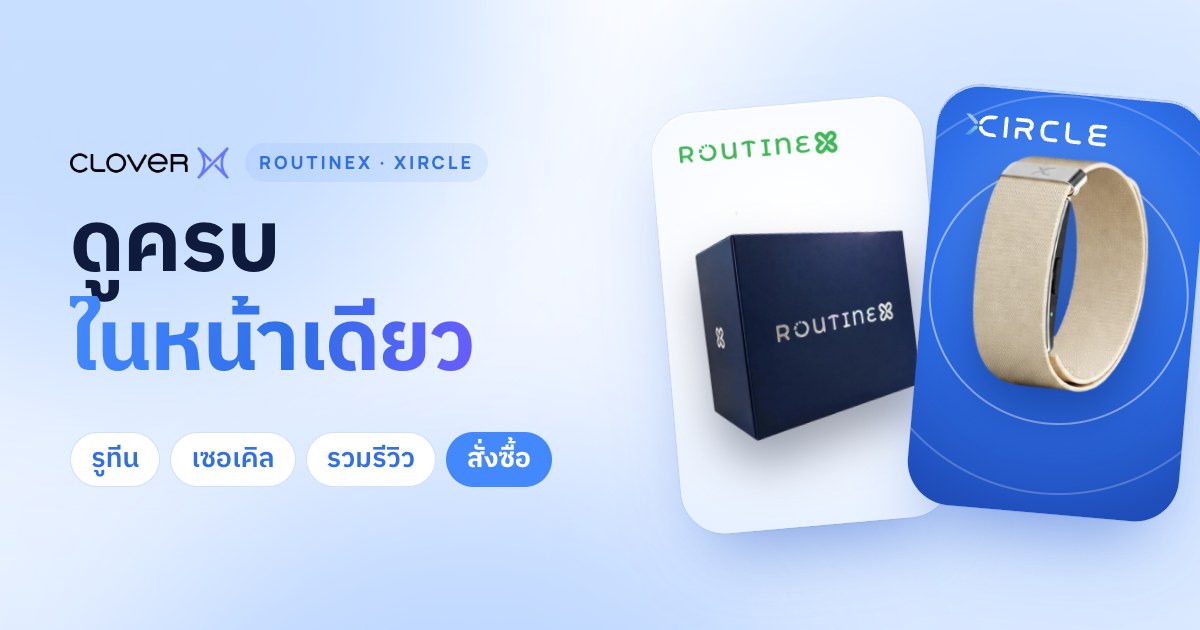 CLOVER X
ROUTINEX · XIRCLE
ดูครบ
ในหน้าเดียว
รูทีน
เซอเคิล
รวมรีวิว
สั่งซื้อ
ROUTINEX
ROUTINEX
XCIRCLE